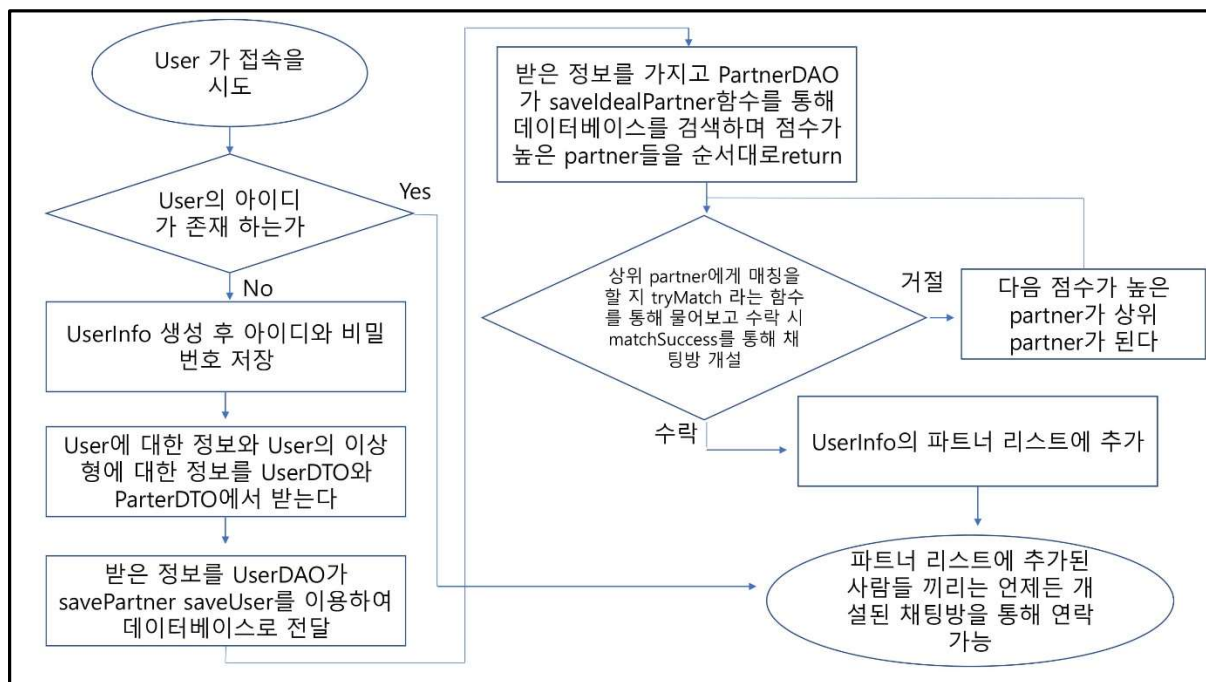 User 가 접속을
시도
User의 아이디
가 존재 하는가
Yes
No
UserInfo 생성 후 아이디와 비밀
번호 저장
User에 대한 정보와 User의 이상
형에 대한 정보를 UserDTO와
ParterDTO에서 받는다
받은 정보를 UserDAO가
savePartner saveUser를 이용하여
데이터베이스로 전달
받은 정보를 가지고 PartnerDAO
가 saveIdealPartner함수를 통해
데이터베이스를 검색하며 점수가
높은 partner들을 순서대로return
상위 partner에게 매칭을
할 지 tryMatch 라는 함수
를 통해 물어보고 수락 시
matchSuccess를 통해 채
팅방 개설
거절
다음 점수가 높은
partner가 상위
partner가 된다
수락
UserInfo의 파트너 리스트에 추가
파트너 리스트에 추가된
사람들 끼리는 언제든 개
설된 채팅방을 통해 연락
가능